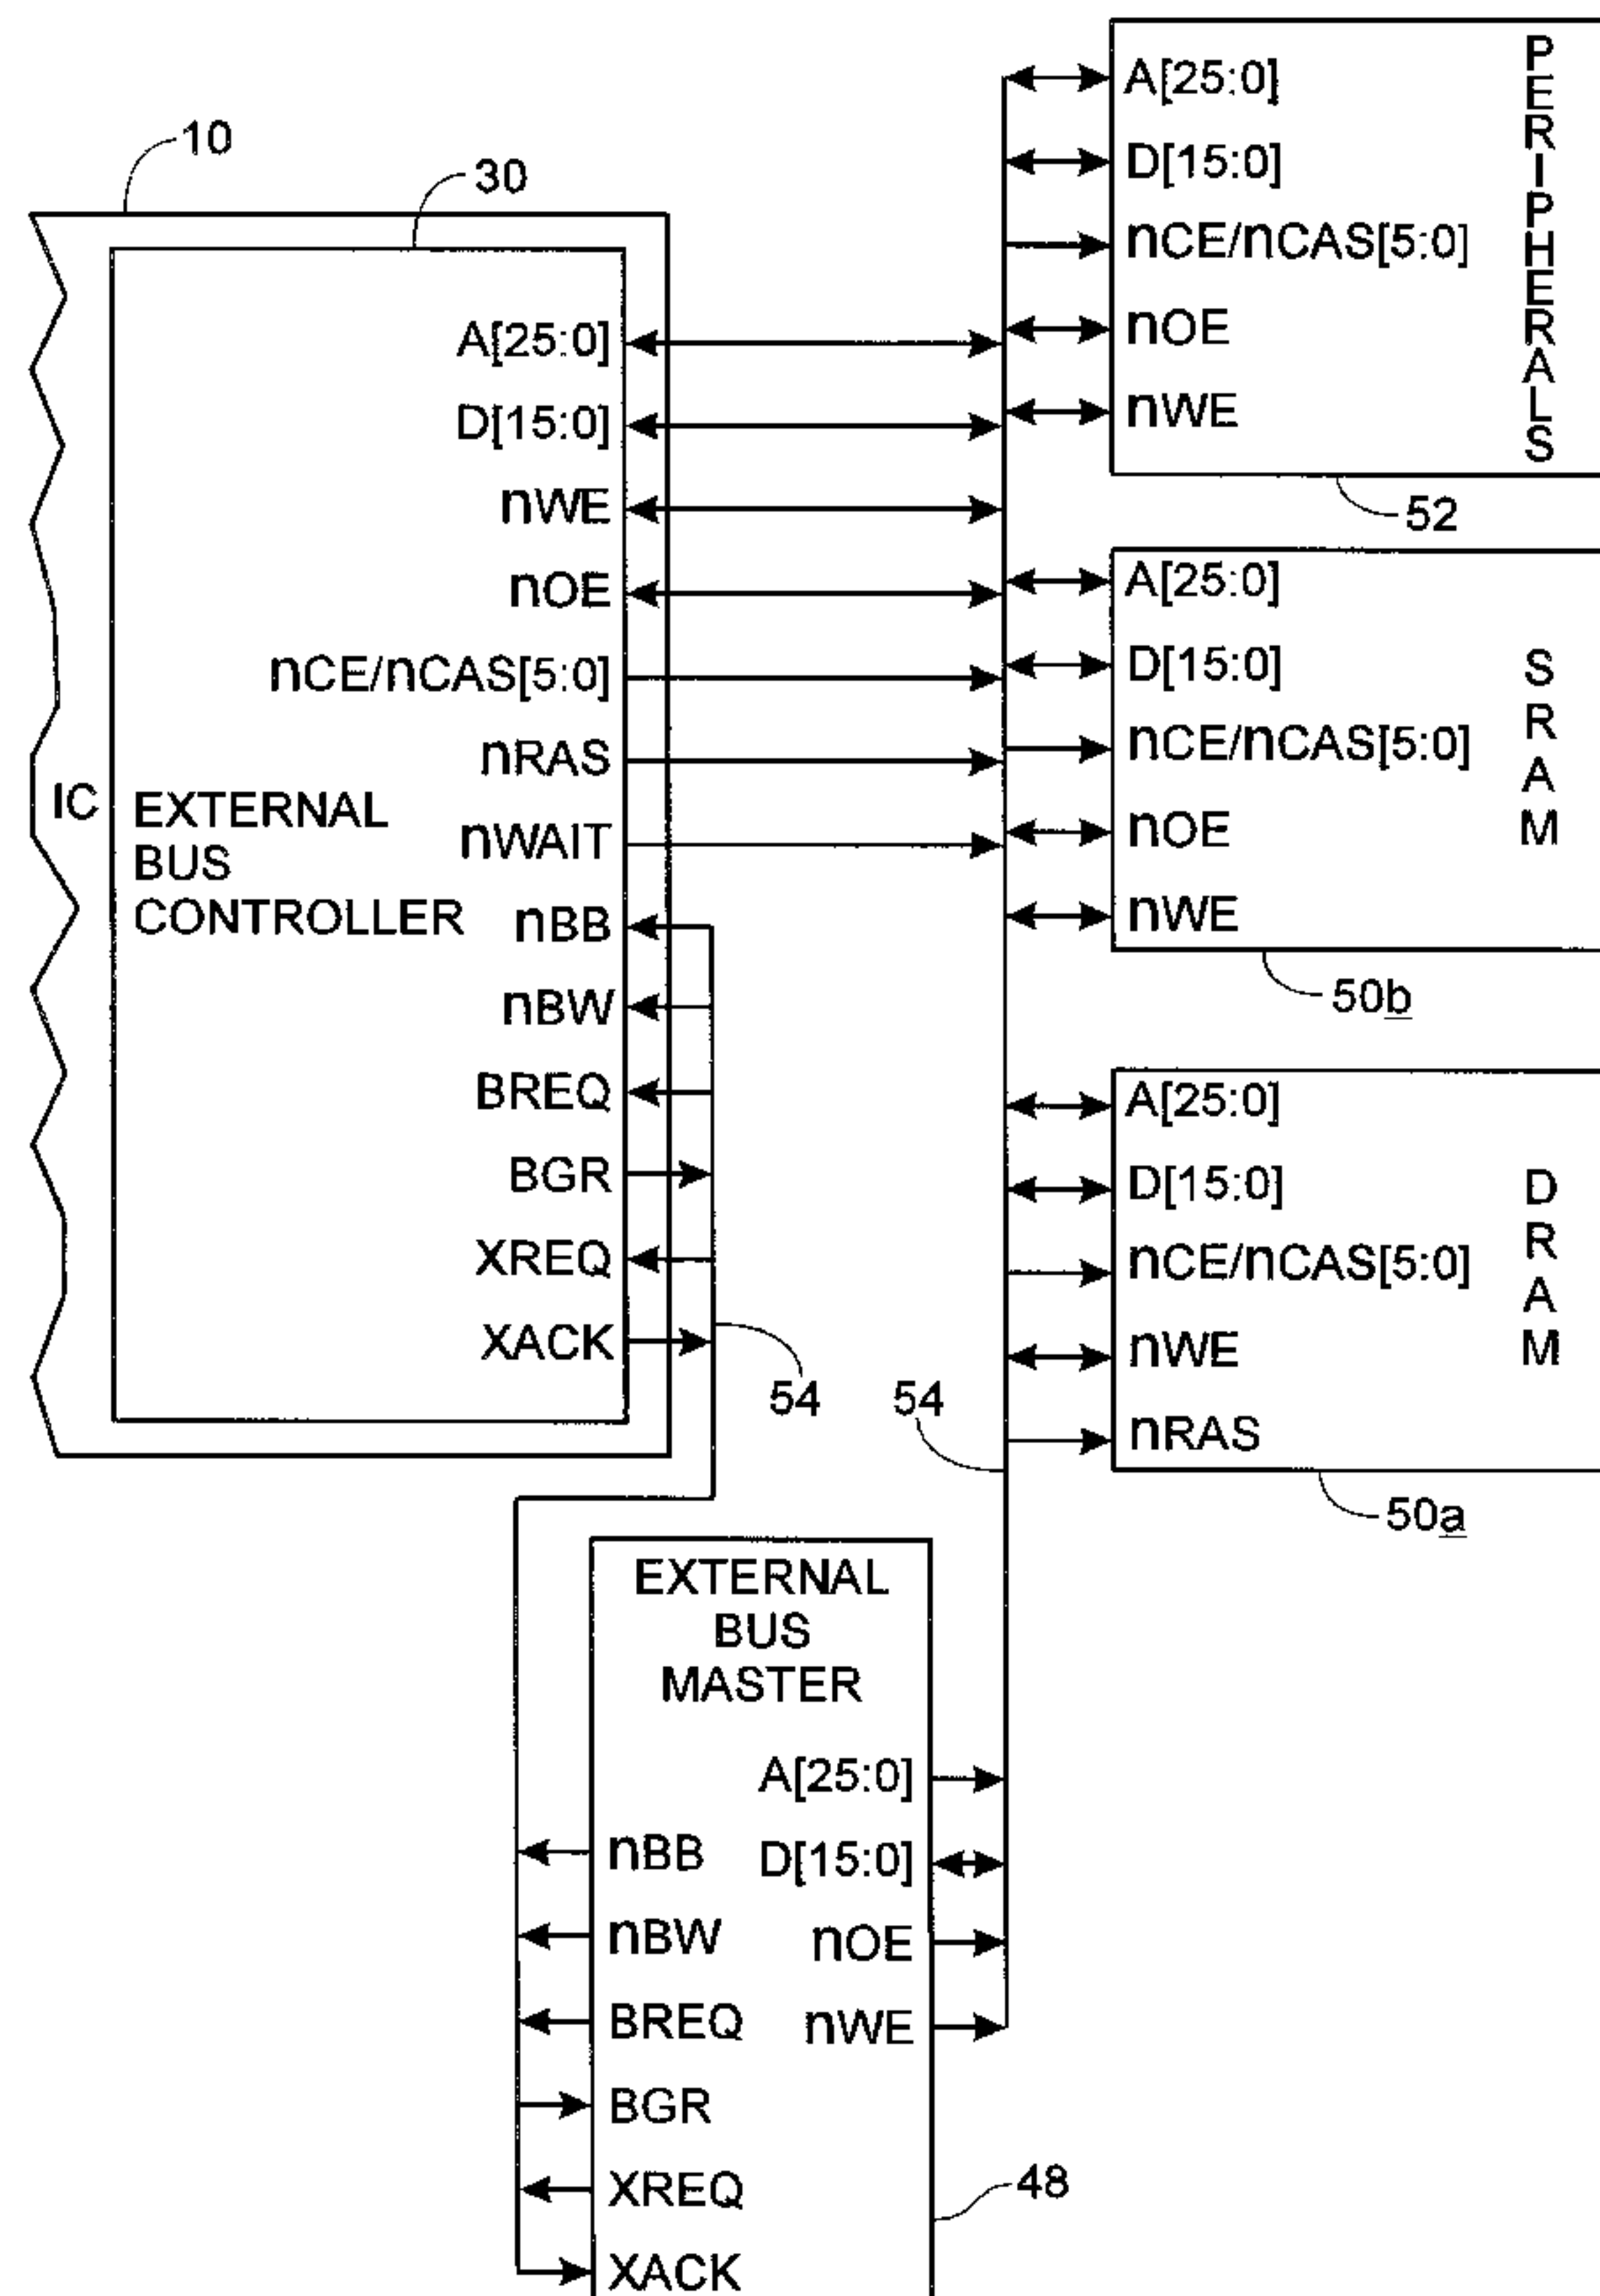 10
30
IC
EXTERNAL
BUS
CONTROLLER
A[25:0]
D[15:0]
nWE
nOE
nCE/nCAS[5:0]
nRAS
nWAIT
nBB
nBW
BREQ
BGR
XREQ
XACK
54
54
A[25:0]
D[15:0]
nCE/nCAS[5:0]
nOE
nWE
PERIPHERALS
52
A[25:0]
D[15:0]
nCE/nCAS[5:0]
nOE
nWE
SRAM
50b
A[25:0]
D[15:0]
nCE/nCAS[5:0]
nWE
nRAS
DRAM
50a
EXTERNAL
BUS
MASTER
A[25:0]
nBB D[15:0]
nBW nOE
BREQ nWE
BGR
XREQ
XACK
48